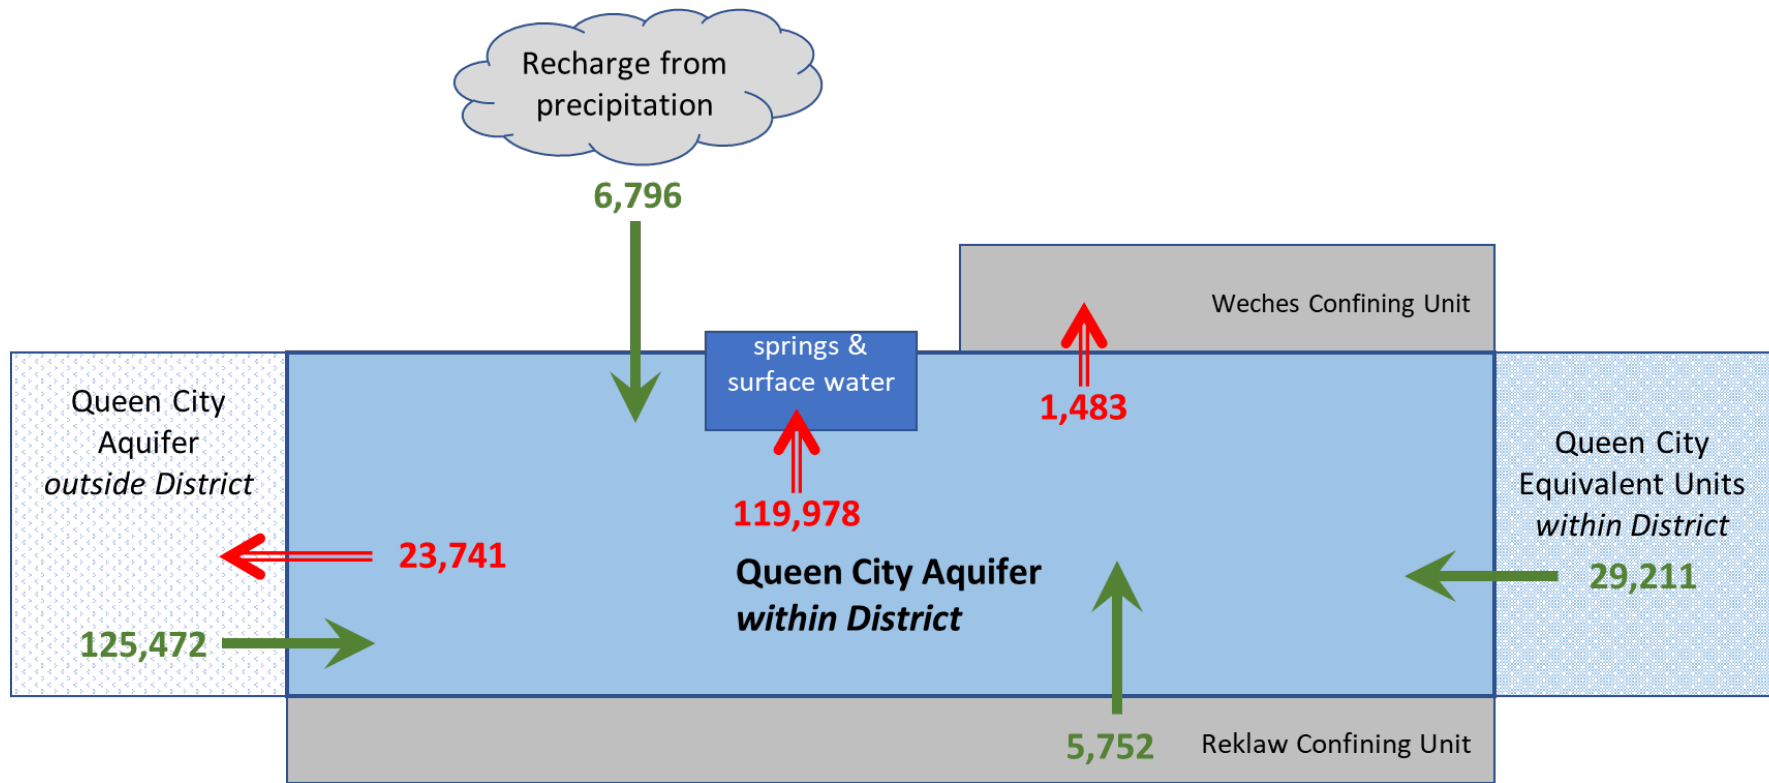 Recharge from
precipitation
6,796
Weches Confining Unit
springs &
surface water
1,483
Queen City
Aquifer
outside District
119,978
Queen City
Equivalent Units
within District
23,741
Queen City Aquifer
within District
29,211
125,472
5,752
Reklaw Confining Unit